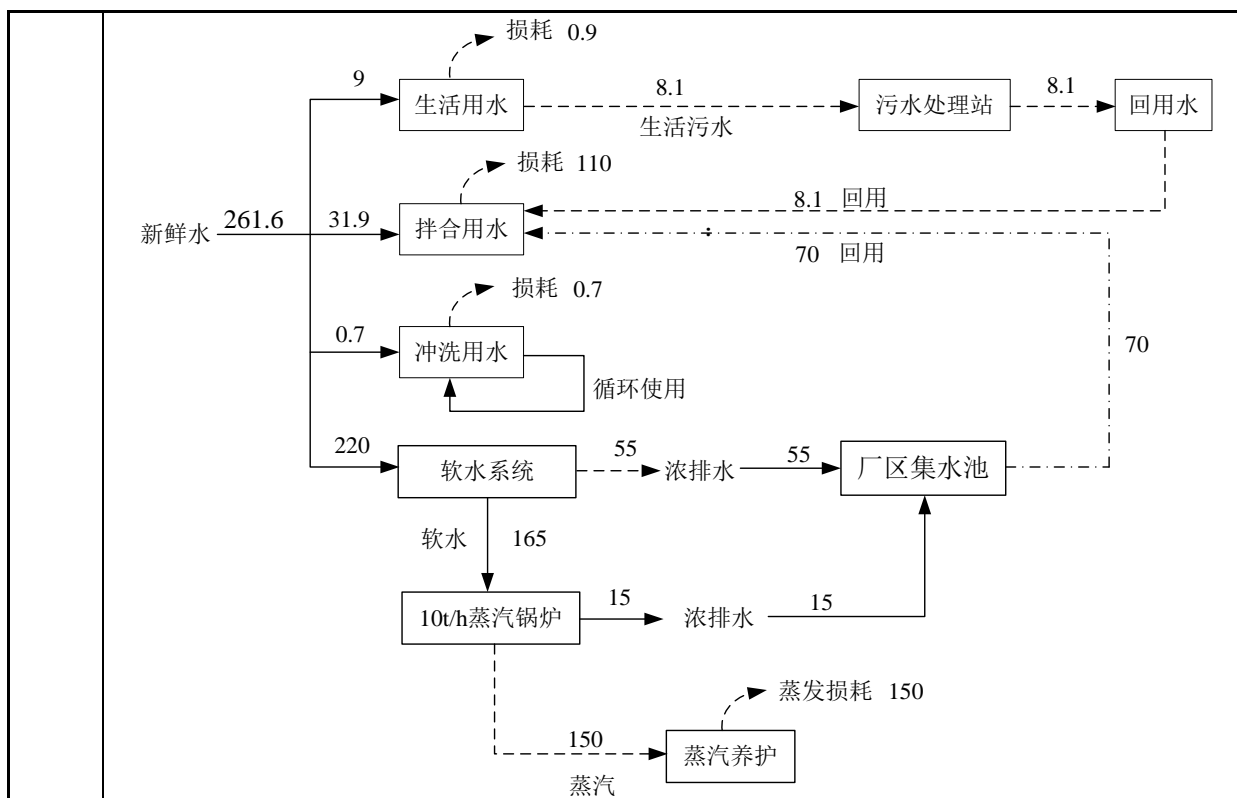 损耗 0.9
9
生活用水
8.1
生活污水
污水处理站
8.1
回用水
损耗 110
8.1 回用
新鲜水
261.6
31.9
拌合用水
70 回用
损耗 0.7
0.7
冲洗用水
循环使用
70
220
软水系统
55
浓排水
55
厂区集水池
软水 165
10t/h蒸汽锅炉
15
浓排水
15
蒸发损耗 150
150
蒸汽
蒸汽养护